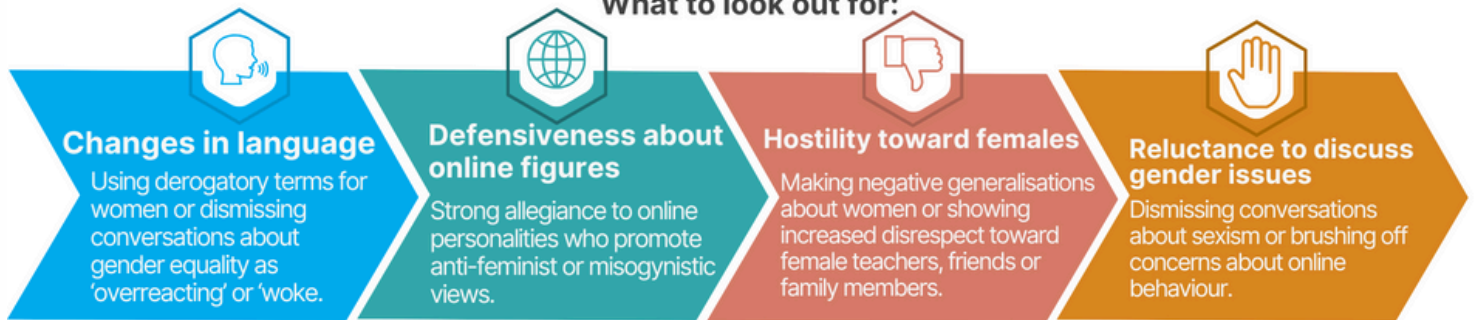 What to look out for:
Changes in language
Using derogatory terms for
women or dismissing
conversations about
gender equality as
‘overreacting’ or ‘woke.
Defensiveness about
online figures
Strong allegiance to online
personalities who promote
anti-feminist or misogynistic
views.
Hostility toward females
Making negative generalisations
about women or showing
increased disrespect toward
female teachers, friends or
family members.
Reluctance to discuss
gender issues
Dismissing conversations
about sexism or brushing off
concerns about online
behaviour.